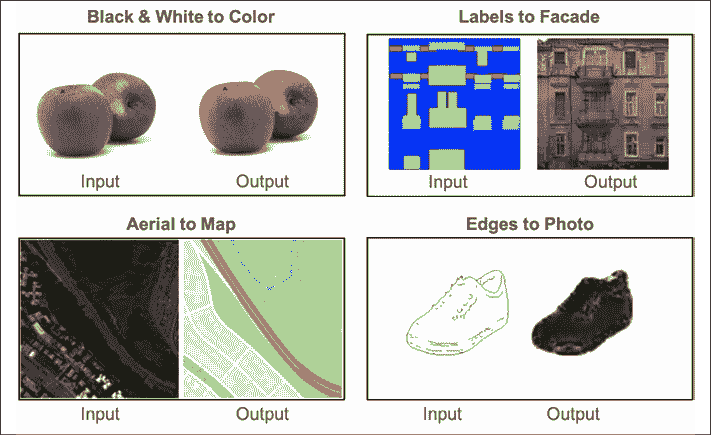 Black & White to Color
Labels to Facade
Input
Output
Input
Output
Aerial to Map
Edges to Photo
Input
Output
Input
Output